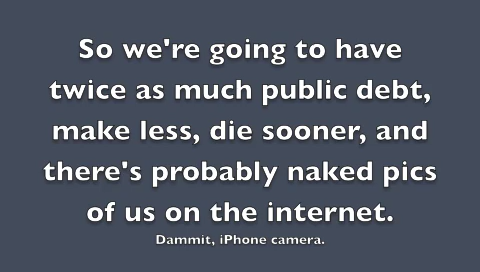 So we're going to have
twice as much public debt,
make less, die sooner, and
there's probably naked pics
of us on the internet.
Dammit, iPhone camera.